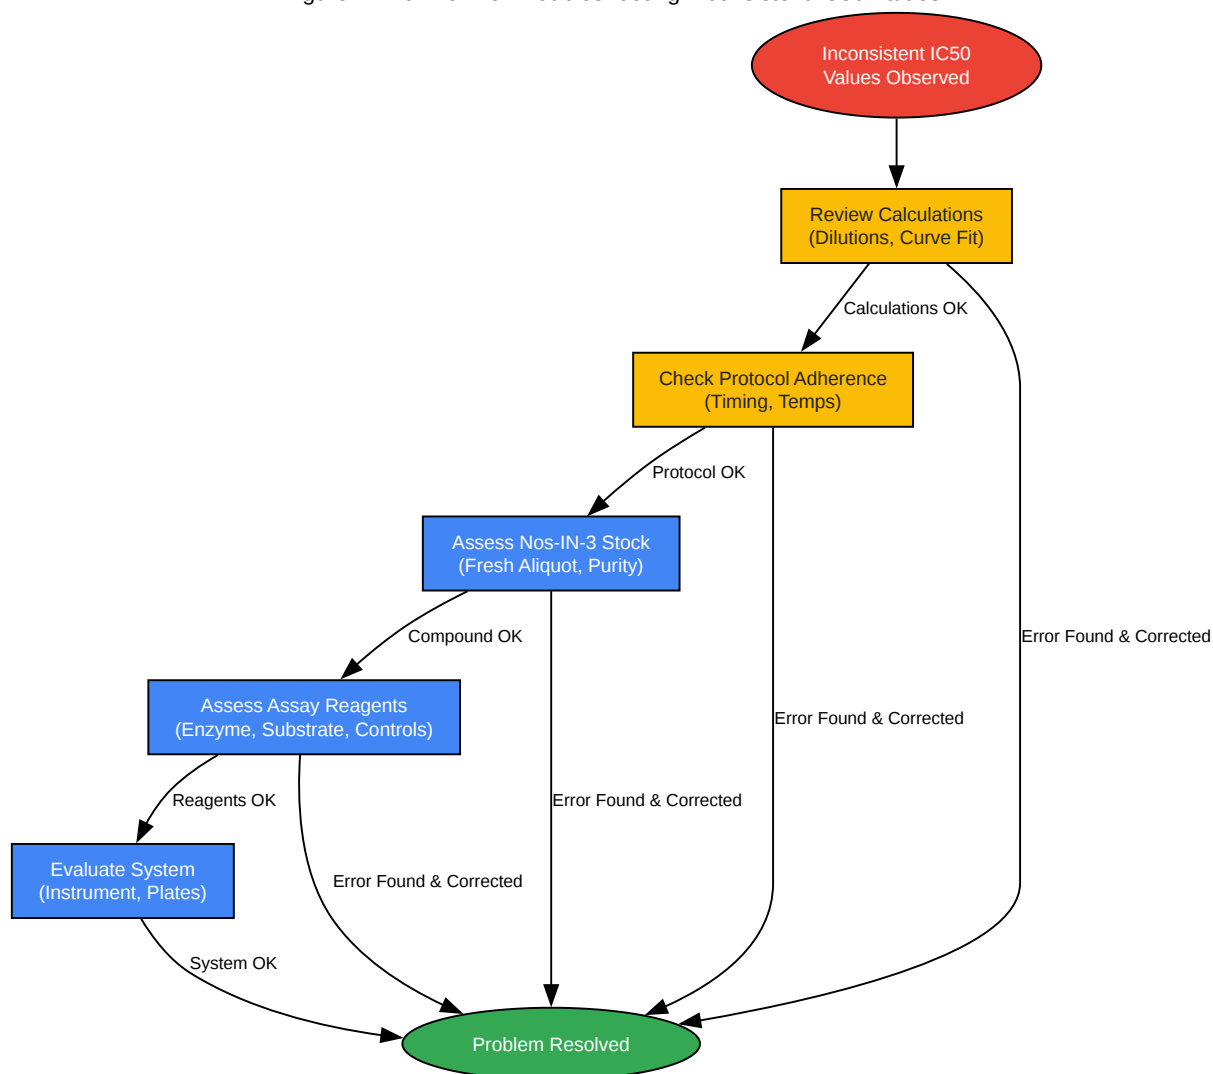 Inconsistent IC50
Values Observed
Review Calculations
(Dilutions, Curve Fit)
Calculations OK
Check Protocol Adherence
(Timing, Temps)
Protocol OK
Assess Nos-IN-3 Stock
(Fresh Aliquot, Purity)
Compound OK
Error Found & Corrected
Assess Assay Reagents
(Enzyme, Substrate, Controls)
Error Found & Corrected
Reagents OK
Error Found & Corrected
Evaluate System
(Instrument, Plates)
Error Found & Corrected
System OK
Problem Resolved